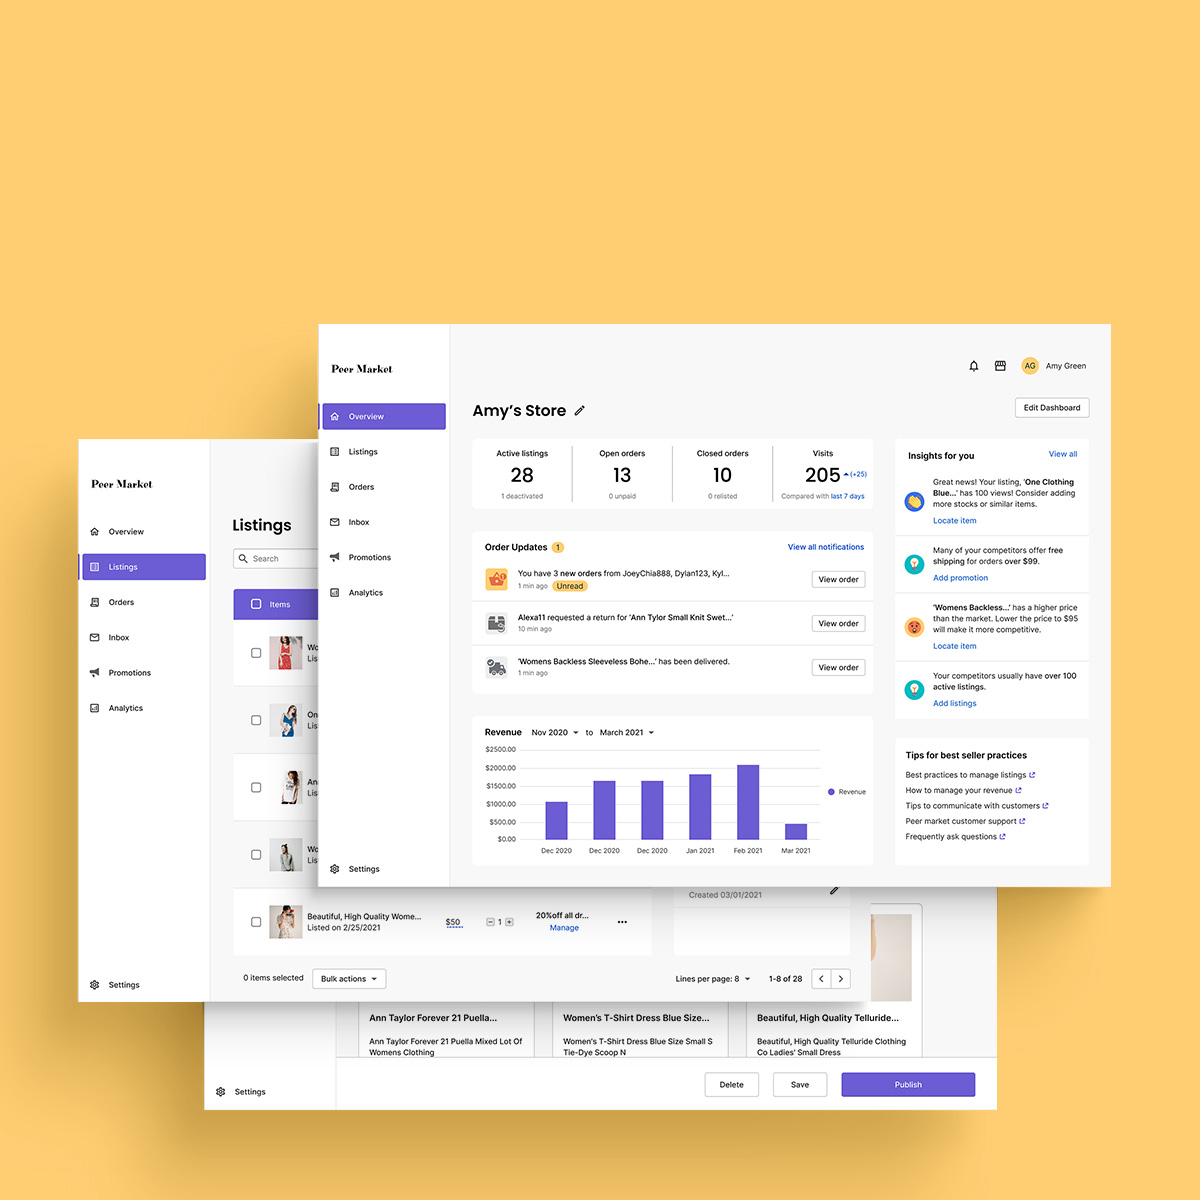 Peer Market
Overview
Listings
Orders
Inbox
Promotions
Analytics
Settings
AG
Amy Green
Amy's Store
Edit Dashboard
Active listings
28
1 deactivated
Open orders
13
0 unpaid
Closed orders
10
0 relisted
Visits
205
(+25)
Compared with last 7 days
Order Updates
1
View all notifications
You have 3 new orders from JoeyChia888, Dylan123, Kyl...
1 min ago
Unread
View order
Alexa11 requested a return for 'Ann Tylor Small Knit Swet...'
10 min ago
View order
'Womens Backless Sleeveless Bohe...' has been delivered.
1 min ago
View order
Revenue
Nov 2020
to
March 2021
$2500.00
$2000.00
$1500.00
$1000.00
$500.00
$0.00
Dec 2020
Dec 2020
Dec 2020
Jan 2021
Feb 2021
Mar 2021
Revenue
Insights for you
View all
Great news! Your listing, 'One Clothing
Blue...' has 100 views! Consider adding
more stocks or similar items.
Locate item
Many of your competitors offer free
shipping for orders over $99.
Add promotion
'Womens Backless...' has a higher price
than the market. Lower the price to $95
will make it more competitive.
Locate item
Your competitors usually have over 100
active listings.
Add listings
Tips for best seller practices
Best practices to manage listings
How to manage your revenue
Tips to communicate with customers
Peer market customer support
Frequently ask questions
Peer Market
Overview
Listings
Orders
Inbox
Promotions
Analytics
Settings
Listings
Search
Items
Wo
Lis
On
Lis
An
Lis
Wo
Lis
Beautiful, High Quality Wome...
Listed on 2/25/2021
$50
1
20%off all dr...
Manage
Created 03/01/2021
0 items selected
Bulk actions
Lines per page: 8
1-8 of 28
Ann Taylor Forever 21 Puella...
Ann Taylor Forever 21 Puella Mixed Lot Of
Womens Clothing
Women's T-Shirt Dress Blue Size...
Women's T-Shirt Dress Blue Size Small S
Tie-Dye Scoop N
Beautiful, High Quality Telluride...
Beautiful, High Quality Telluride Clothing
Co Ladies' Small Dress
Settings
Delete
Save
Publish